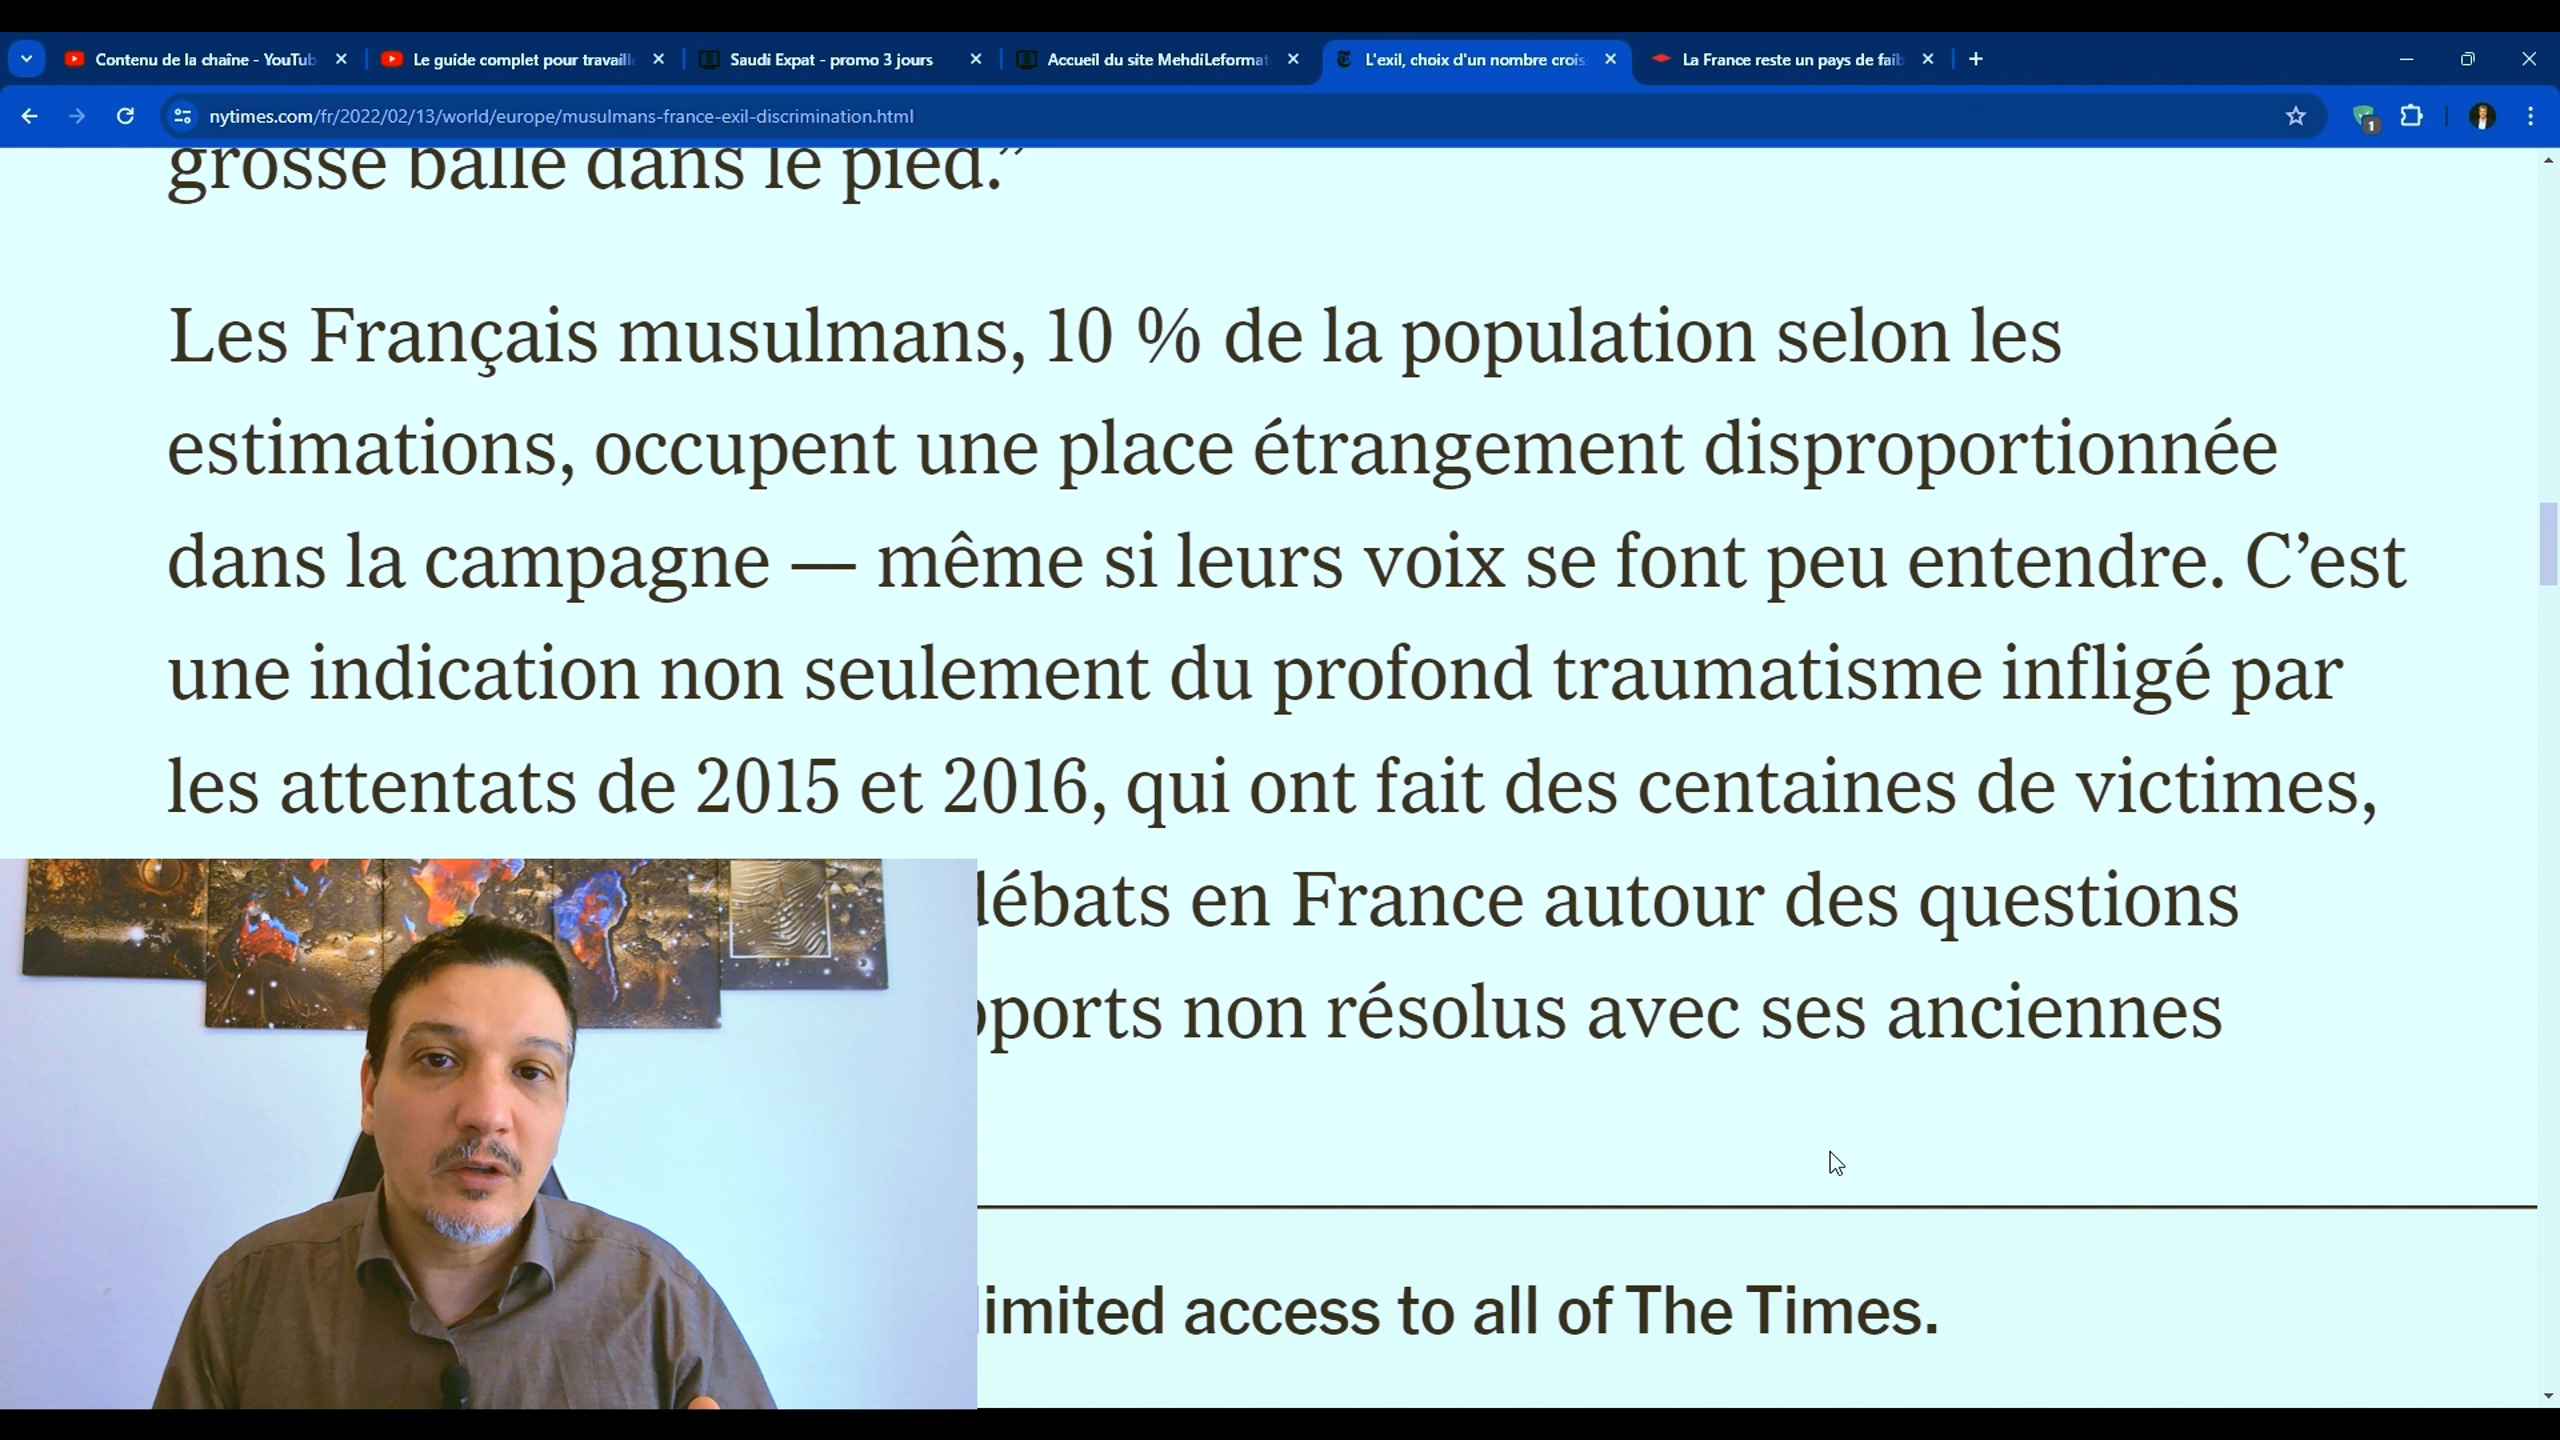 Contenu de la chaîne - YouTub
Le guide complet pour travaill
Saudi Expat - promo 3 jours
Accueil du site MehdiLeformat
L'exil, choix d'un nombre crois
La France reste un pays de faib
nytimes.com/fr/2022/02/13/world/europe/musulmans-france-exil-discrimination.html
1
grosse balle dans le pied.”
Les Français musulmans, 10 % de la population selon les
estimations, occupent une place étrangement disproportionnée
dans la campagne — même si leurs voix se font peu entendre. C’est
une indication non seulement du profond traumatisme infligé par
les attentats de 2015 et 2016, qui ont fait des centaines de victimes,
débats en France autour des questions
pports non résolus avec ses anciennes
limited access to all of The Times.